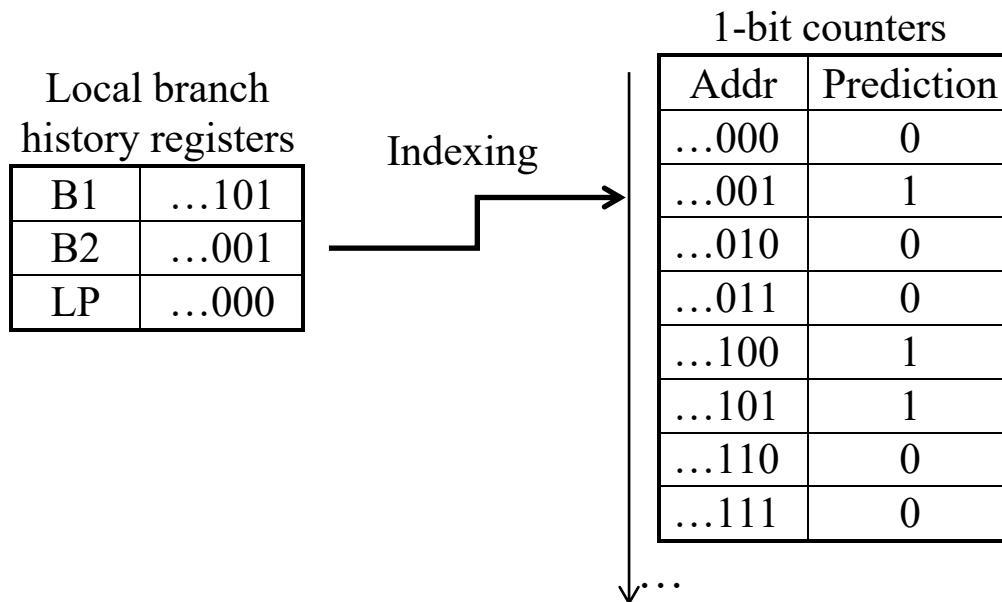 1-bit counters
Local branch
history registers
B1 …101
B2 …001
LP …000
Indexing
Addr Prediction
…000 0
…001 1
…010 0
…011 0
…100 1
…101 1
…110 0
…111 0
…